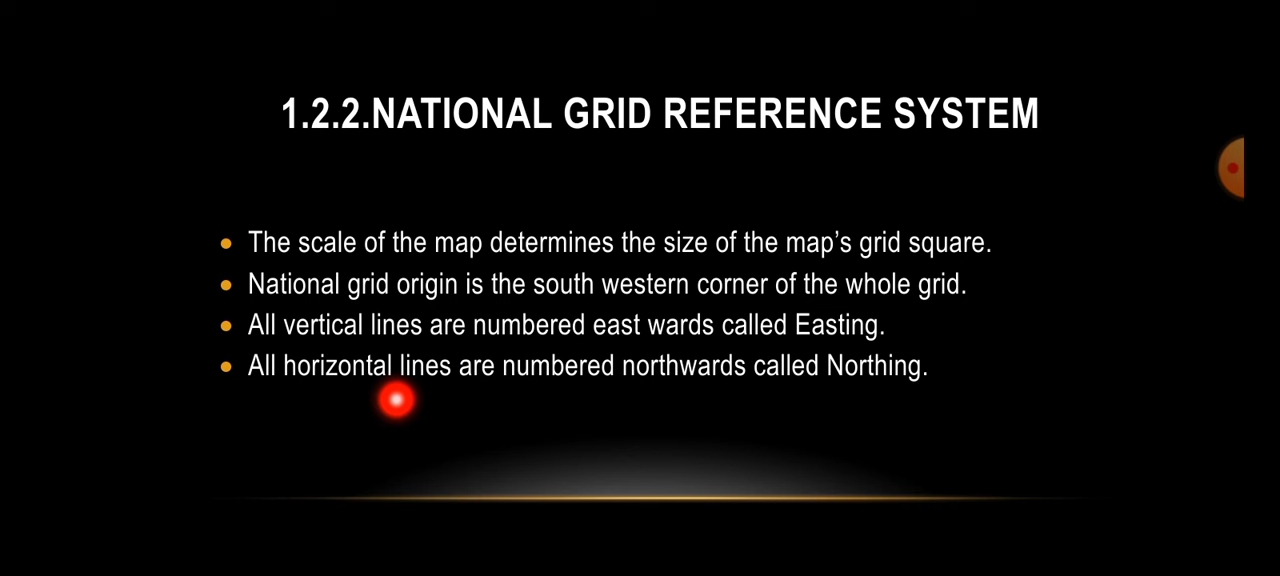 1.2.2.NATIONAL GRID REFERENCE SYSTEM
• The scale of the map determines the size of the map's grid square.
• National grid origin is the south western corner of the whole grid.
• All vertical lines are numbered east wards called Easting.
• All horizontal lines are numbered northwards called Northing.